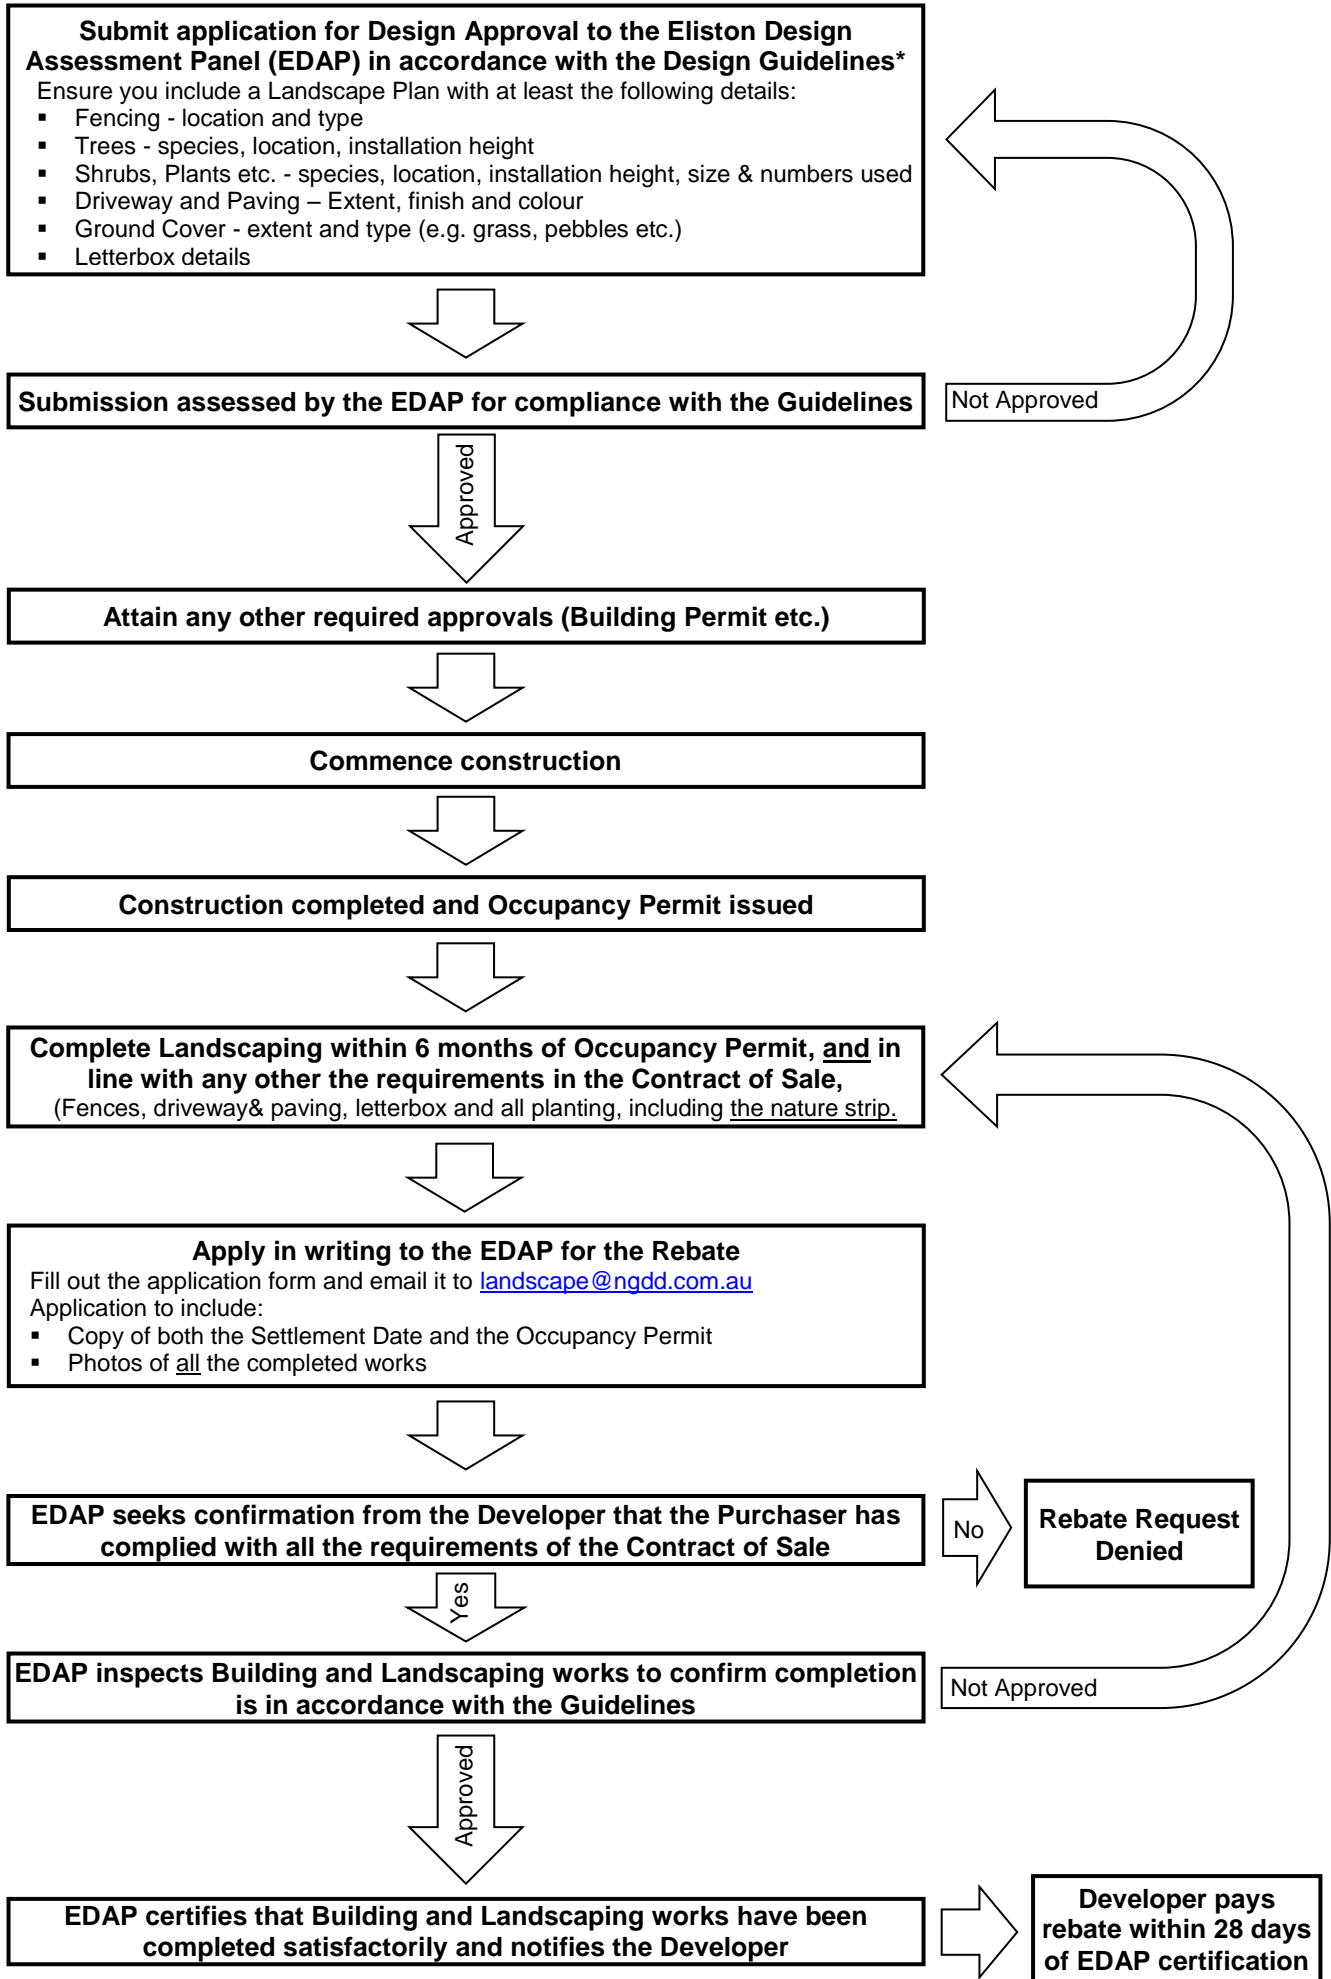 Submit application for Design Approval to the Eliston Design
Assessment Panel (EDAP) in accordance with the Design Guidelines*
Ensure you include a Landscape Plan with at least the following details:
▪ Fencing - location and type
▪ Trees - species, location, installation height
▪ Shrubs, Plants etc. - species, location, installation height, size & numbers used
▪ Driveway and Paving – Extent, finish and colour
▪ Ground Cover - extent and type (e.g. grass, pebbles etc.)
▪ Letterbox details
Submission assessed by the EDAP for compliance with the Guidelines
Not Approved
Approved
Attain any other required approvals (Building Permit etc.)
Commence construction
Construction completed and Occupancy Permit issued
Complete Landscaping within 6 months of Occupancy Permit, and in
line with any other the requirements in the Contract of Sale,
(Fences, driveway& paving, letterbox and all planting, including the nature strip.
Apply in writing to the EDAP for the Rebate
Fill out the application form and email it to landscape@ngdd.com.au
Application to include:
▪ Copy of both the Settlement Date and the Occupancy Permit
▪ Photos of all the completed works
EDAP seeks confirmation from the Developer that the Purchaser has
complied with all the requirements of the Contract of Sale
No
Rebate Request
Denied
Yes
EDAP inspects Building and Landscaping works to confirm completion
is in accordance with the Guidelines
Not Approved
Approved
EDAP certifies that Building and Landscaping works have been
completed satisfactorily and notifies the Developer
Developer pays
rebate within 28 days
of EDAP certification